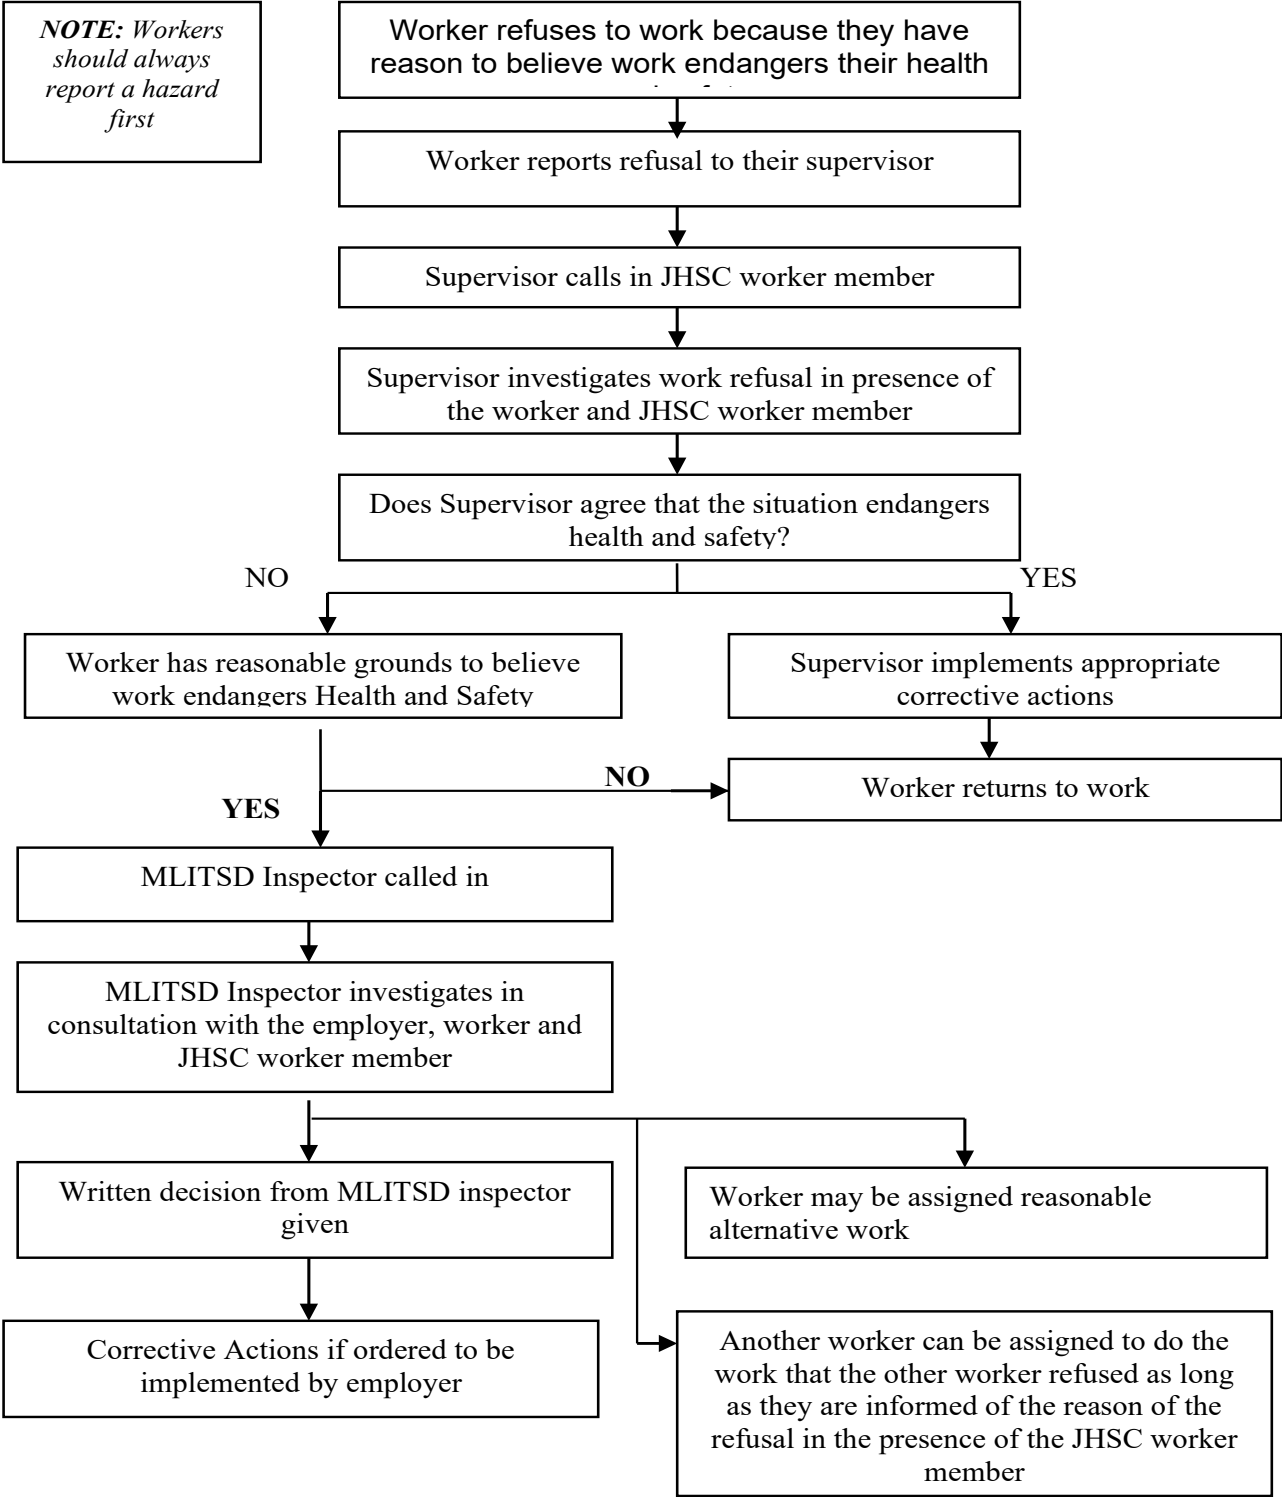 NOTE: Workers
should always
report a hazard
first
Worker refuses to work because they have
reason to believe work endangers their health
Worker reports refusal to their supervisor
Supervisor calls in JHSC worker member
Supervisor investigates work refusal in presence of
the worker and JHSC worker member
Does Supervisor agree that the situation endangers
health and safety?
NO
YES
Worker has reasonable grounds to believe
work endangers Health and Safety
Supervisor implements appropriate
corrective actions
NO
Worker returns to work
YES
MLITSD Inspector called in
MLITSD Inspector investigates in
consultation with the employer, worker and
JHSC worker member
Written decision from MLITSD inspector
given
Worker may be assigned reasonable
alternative work
Corrective Actions if ordered to be
implemented by employer
Another worker can be assigned to do the
work that the other worker refused as long
as they are informed of the reason of the
refusal in the presence of the JHSC worker
member